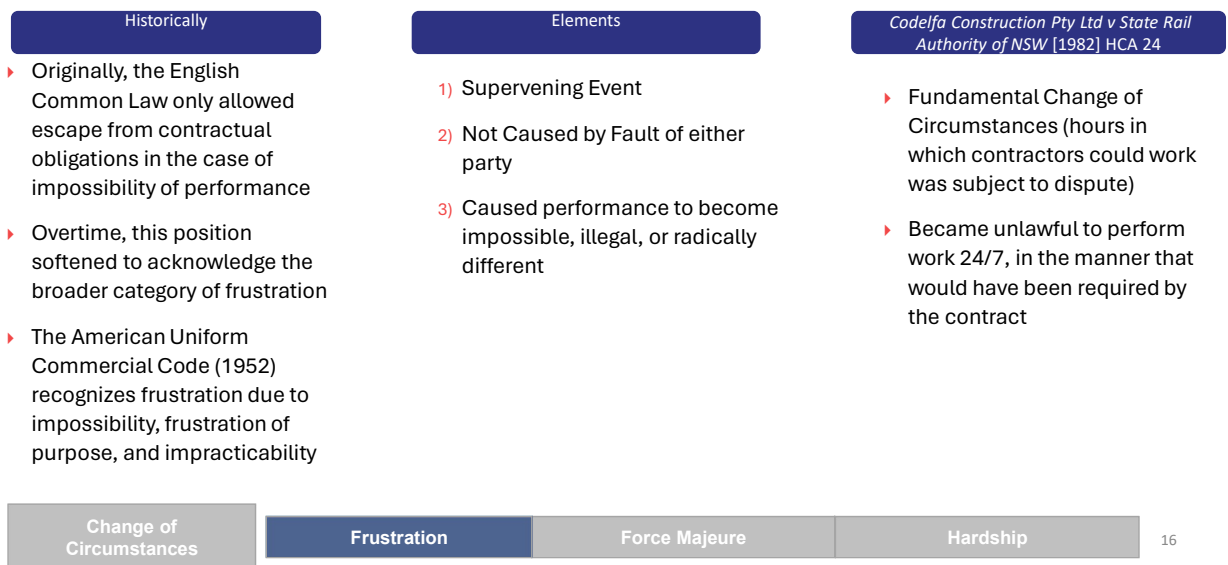 Historically
Originally, the English
Common Law only allowed
escape from contractual
obligations in the case of
impossibility of performance
Overtime, this position
softened to acknowledge the
broader category of frustration
The American Uniform
Commercial Code (1952)
recognizes frustration due to
impossibility, frustration of
purpose, and impracticability
Elements
1) Supervening Event
2) Not Caused by Fault of either
party
3) Caused performance to become
impossible, illegal, or radically
different
Codelfa Construction Pty Ltd v State Rail
Authority of NSW [1982] HCA 24
Fundamental Change of
Circumstances (hours in
which contractors could work
was subject to dispute)
Became unlawful to perform
work 24/7, in the manner that
would have been required by
the contract
Change of
Circumstances
Frustration
Force Majeure
Hardship
16